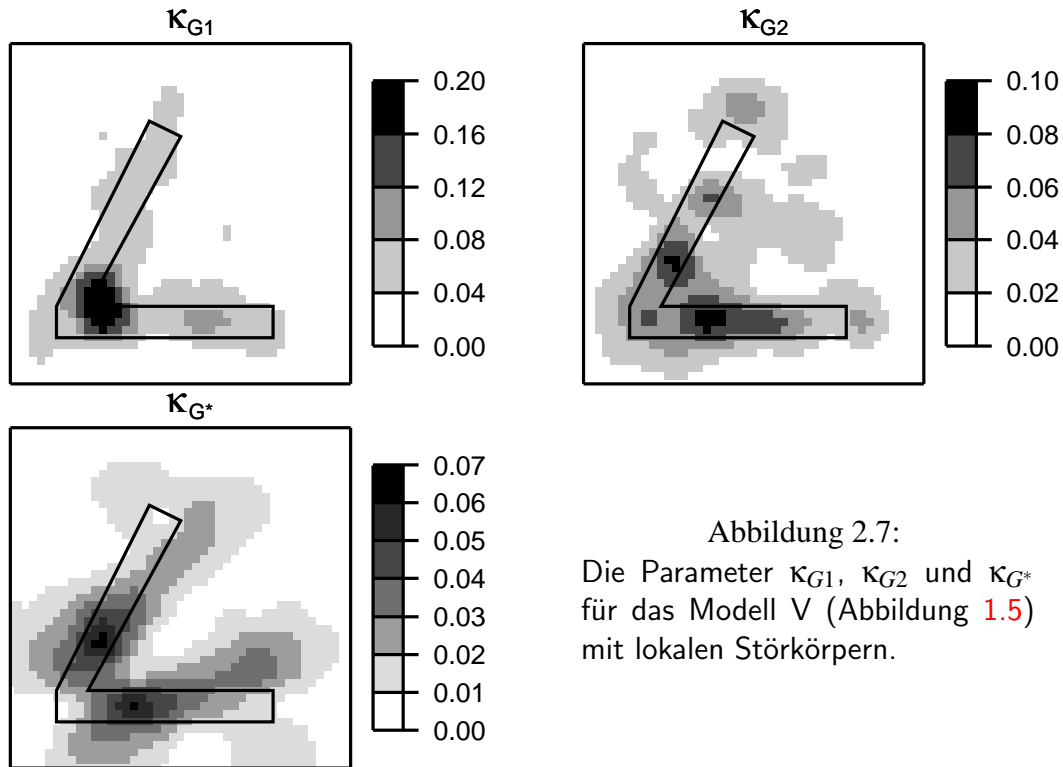 κG1
0.20
0.16
0.12
0.08
0.04
0.00
κG2
0.10
0.08
0.06
0.04
0.02
0.00
κG*
0.07
0.06
0.05
0.04
0.03
0.02
0.01
0.00
Abbildung 2.7:
Die Parameter κG1, κG2 und κG*
für das Modell V (Abbildung 1.5)
mit lokalen Störkörpern.